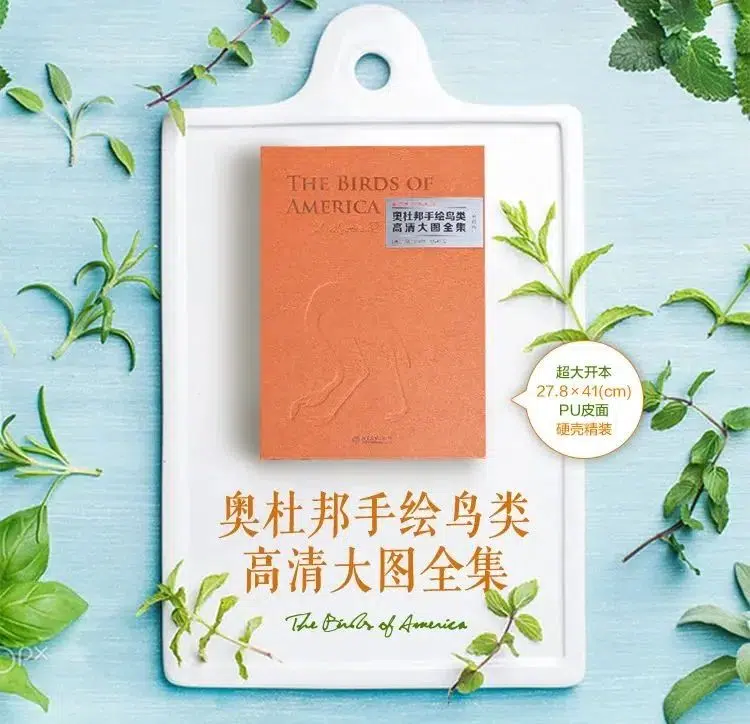 THE BIRDS OF
AMERICA
奥杜邦手绘鸟类
高清大图全集
超大开本
27.8×41(cm)
PU皮面
硬壳精装
奥杜邦手绘鸟类
高清大图全集
The Birds of America
px